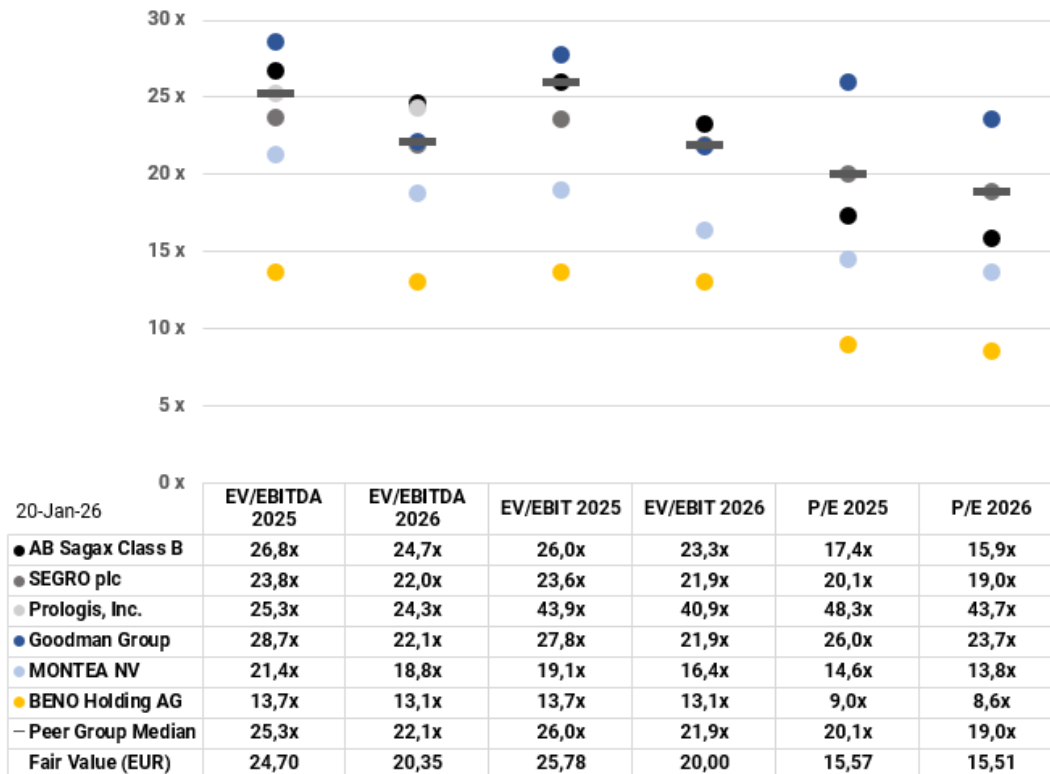 30 x
25 x
20 x
15 x
10 x
5 x
0 x
20-Jan-26 EV/EBITDA 2025 EV/EBITDA 2026 EV/EBIT 2025 EV/EBIT 2026 P/E 2025 P/E 2026
AB Sagax Class B 26,8x 24,7x 26,0x 23,3x 17,4x 15,9x
SEGRO plc 23,8x 22,0x 23,6x 21,9x 20,1x 19,0x
Prologis, Inc. 25,3x 24,3x 43,9x 40,9x 48,3x 43,7x
Goodman Group 28,7x 22,1x 27,8x 21,9x 26,0x 23,7x
MONTEA NV 21,4x 18,8x 19,1x 16,4x 14,6x 13,8x
BENO Holding AG 13,7x 13,1x 13,7x 13,1x 9,0x 8,6x
Peer Group Median 25,3x 22,1x 26,0x 21,9x 20,1x 19,0x
Fair Value (EUR) 24,70 20,35 25,78 20,00 15,57 15,51